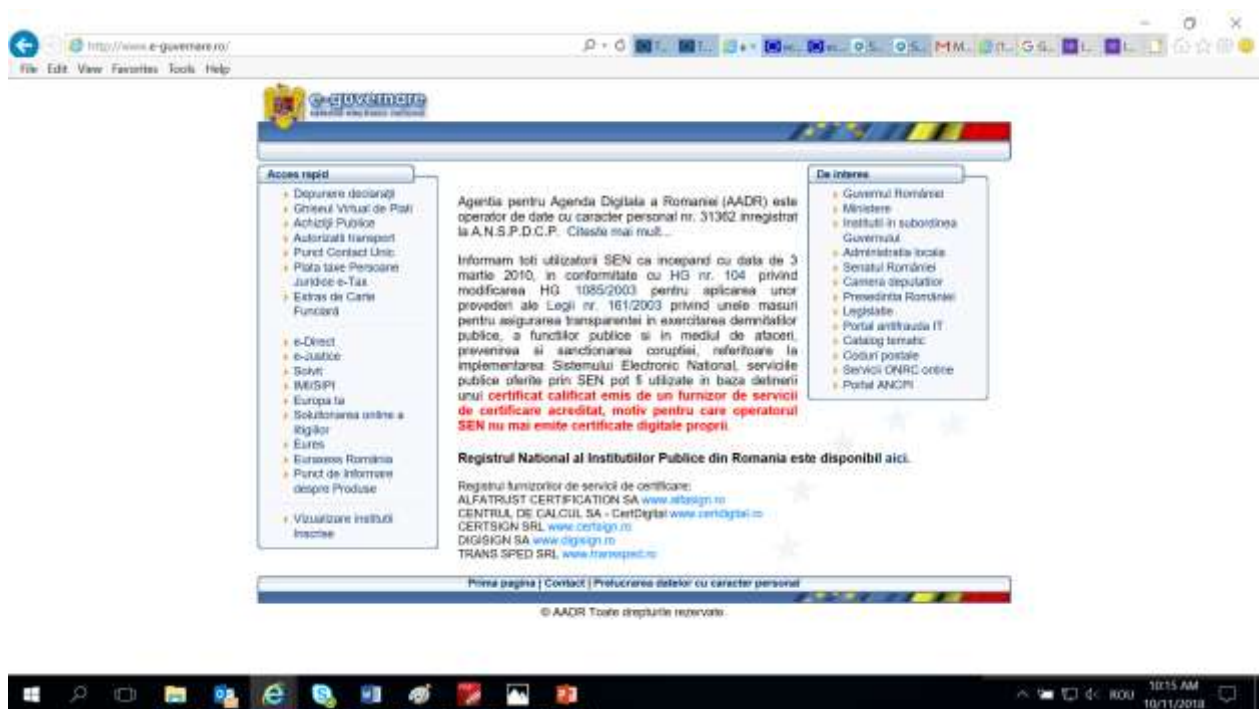 http://www.e-guvernare.ro/
File Edit View Favorites Tools Help
e-guvernare
Acces rapid
Depunere declarații
Ghiseul Virtual de Plati
Achiziții Publice
Autorizatii transport
Punct Contact Unic
Plata taxe Persoane
Juridice e-Tax
Extras de Carte
Funciară
e-Direct
e-Justice
Solvit
IMI/SIPI
Europa ta
Solutionarea online a
litigiilor
Eures
Euraxess România
Punct de Informare
despre Produse
Vizualizare institutii
inscrise
Agentia pentru Agenda Digitala a Romaniei (AADR) este
operator de date cu caracter personal nr. 31362 inregistrat
la A.N.S.P.D.C.P. Citeste mai mult...
Informam toti utilizatorii SEN ca incepand cu data de 3
martie 2010, in conformitate cu HG nr. 104 privind
modificarea HG 1085/2003 pentru aplicarea unor
prevederi ale Legii nr. 161/2003 privind unele masuri
pentru asigurarea transparentei in exercitarea demnitatilor
publice, a functiilor publice si in mediul de afaceri,
prevenirea si sanctionarea coruptiei, referitoare la
implementarea Sistemului Electronic National, serviciile
publice oferite prin SEN pot fi utilizate in baza detinerii
unui certificat calificat emis de un furnizor de servicii
de certificare acreditat, motiv pentru care operatorul
SEN nu mai emite certificate digitale proprii.
Registrul National al Institutiilor Publice din Romania este disponibil aici.
Registrul furnizorilor de servicii de certificare:
ALFATRUST CERTIFICATION SA www.alfasign.ro
CENTRUL DE CALCUL SA - CertDigital www.certdigital.ro
CERTSIGN SRL www.certsign.ro
DIGISIGN SA www.digisign.ro
TRANS SPED SRL www.transsped.ro
De interes
Guvernul României
Ministere
Institutii in subordinea
Guvernului
Administratia locala
Senatul României
Camera deputatilor
Presedintia României
Legislatie
Portal antifrauda IT
Catalog tematic
Coduri postale
Servicii ONRC online
Portal ANCPI
Prima pagina | Contact | Prelucrarea datelor cu caracter personal
© AADR Toate drepturile rezervate.
ROU
10:15 AM
10/11/2018